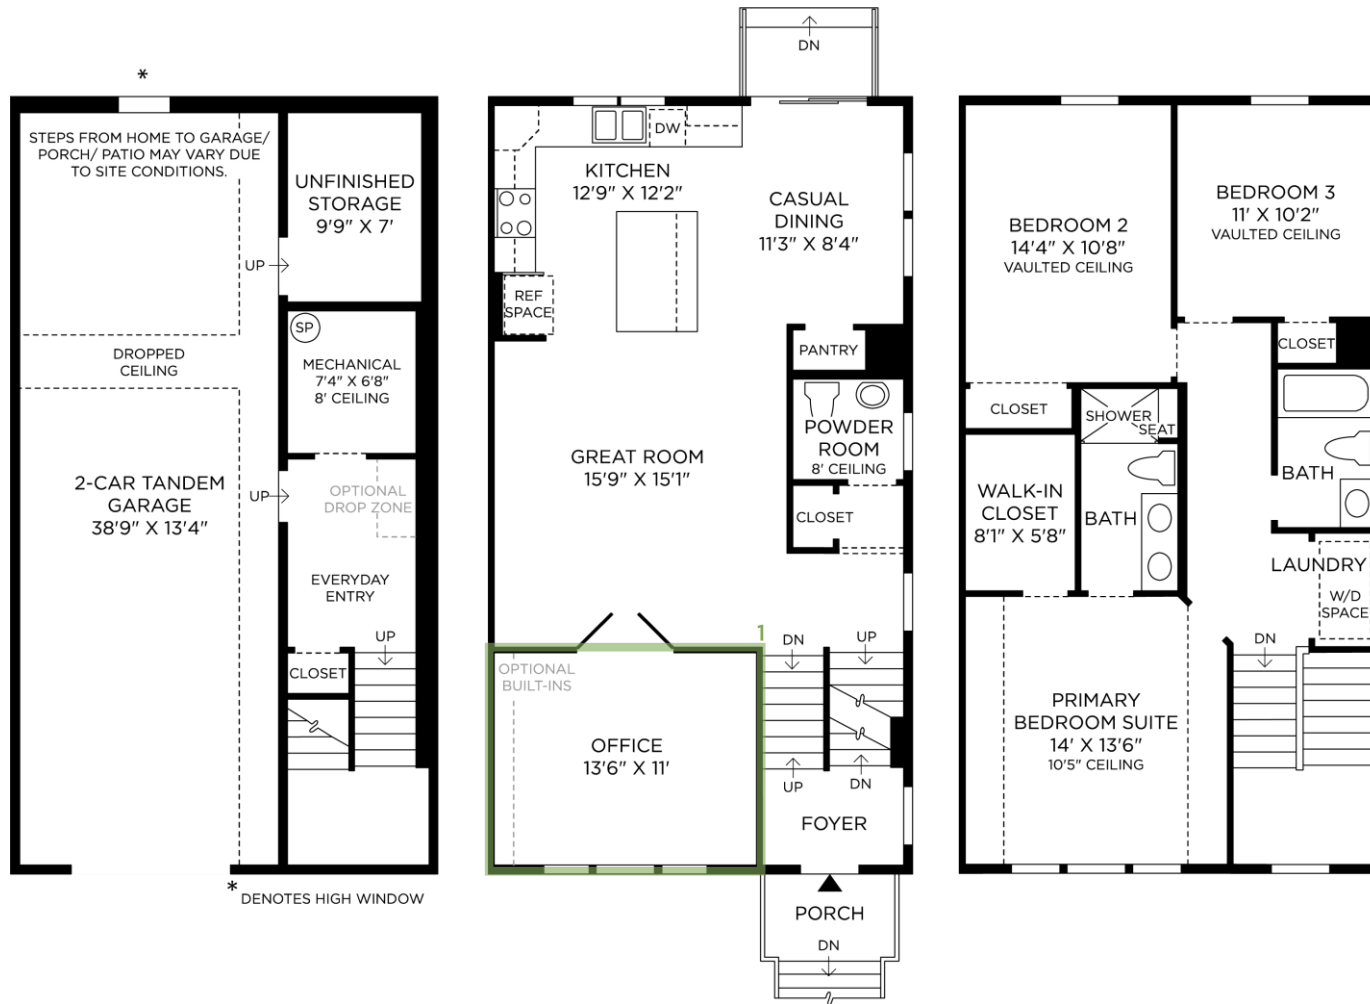 *
STEPS FROM HOME TO GARAGE/
PORCH/ PATIO MAY VARY DUE
TO SITE CONDITIONS.
UNFINISHED
STORAGE
9'9" X 7'
UP
SP
MECHANICAL
7'4" X 6'8"
8' CEILING
DROPPED
CEILING
2-CAR TANDEM
GARAGE
38'9" X 13'4"
UP
OPTIONAL
DROP ZONE
EVERYDAY
ENTRY
UP
CLOSET
* DENOTES HIGH WINDOW
DN
DW
KITCHEN
12'9" X 12'2"
CASUAL
DINING
11'3" X 8'4"
REF
SPACE
PANTRY
POWDER
ROOM
8' CEILING
GREAT ROOM
15'9" X 15'1"
CLOSET
1
DN
UP
OPTIONAL
BUILT-INS
OFFICE
13'6" X 11'
UP
DN
FOYER
PORCH
DN
BEDROOM 2
14'4" X 10'8"
VAULTED CEILING
BEDROOM 3
11' X 10'2"
VAULTED CEILING
CLOSET
CLOSET
SHOWER
SEAT
WALK-IN
CLOSET
8'1" X 5'8"
BATH
BATH
LAUNDRY
W/D
SPACE
DN
PRIMARY
BEDROOM SUITE
14' X 13'6"
10'5" CEILING